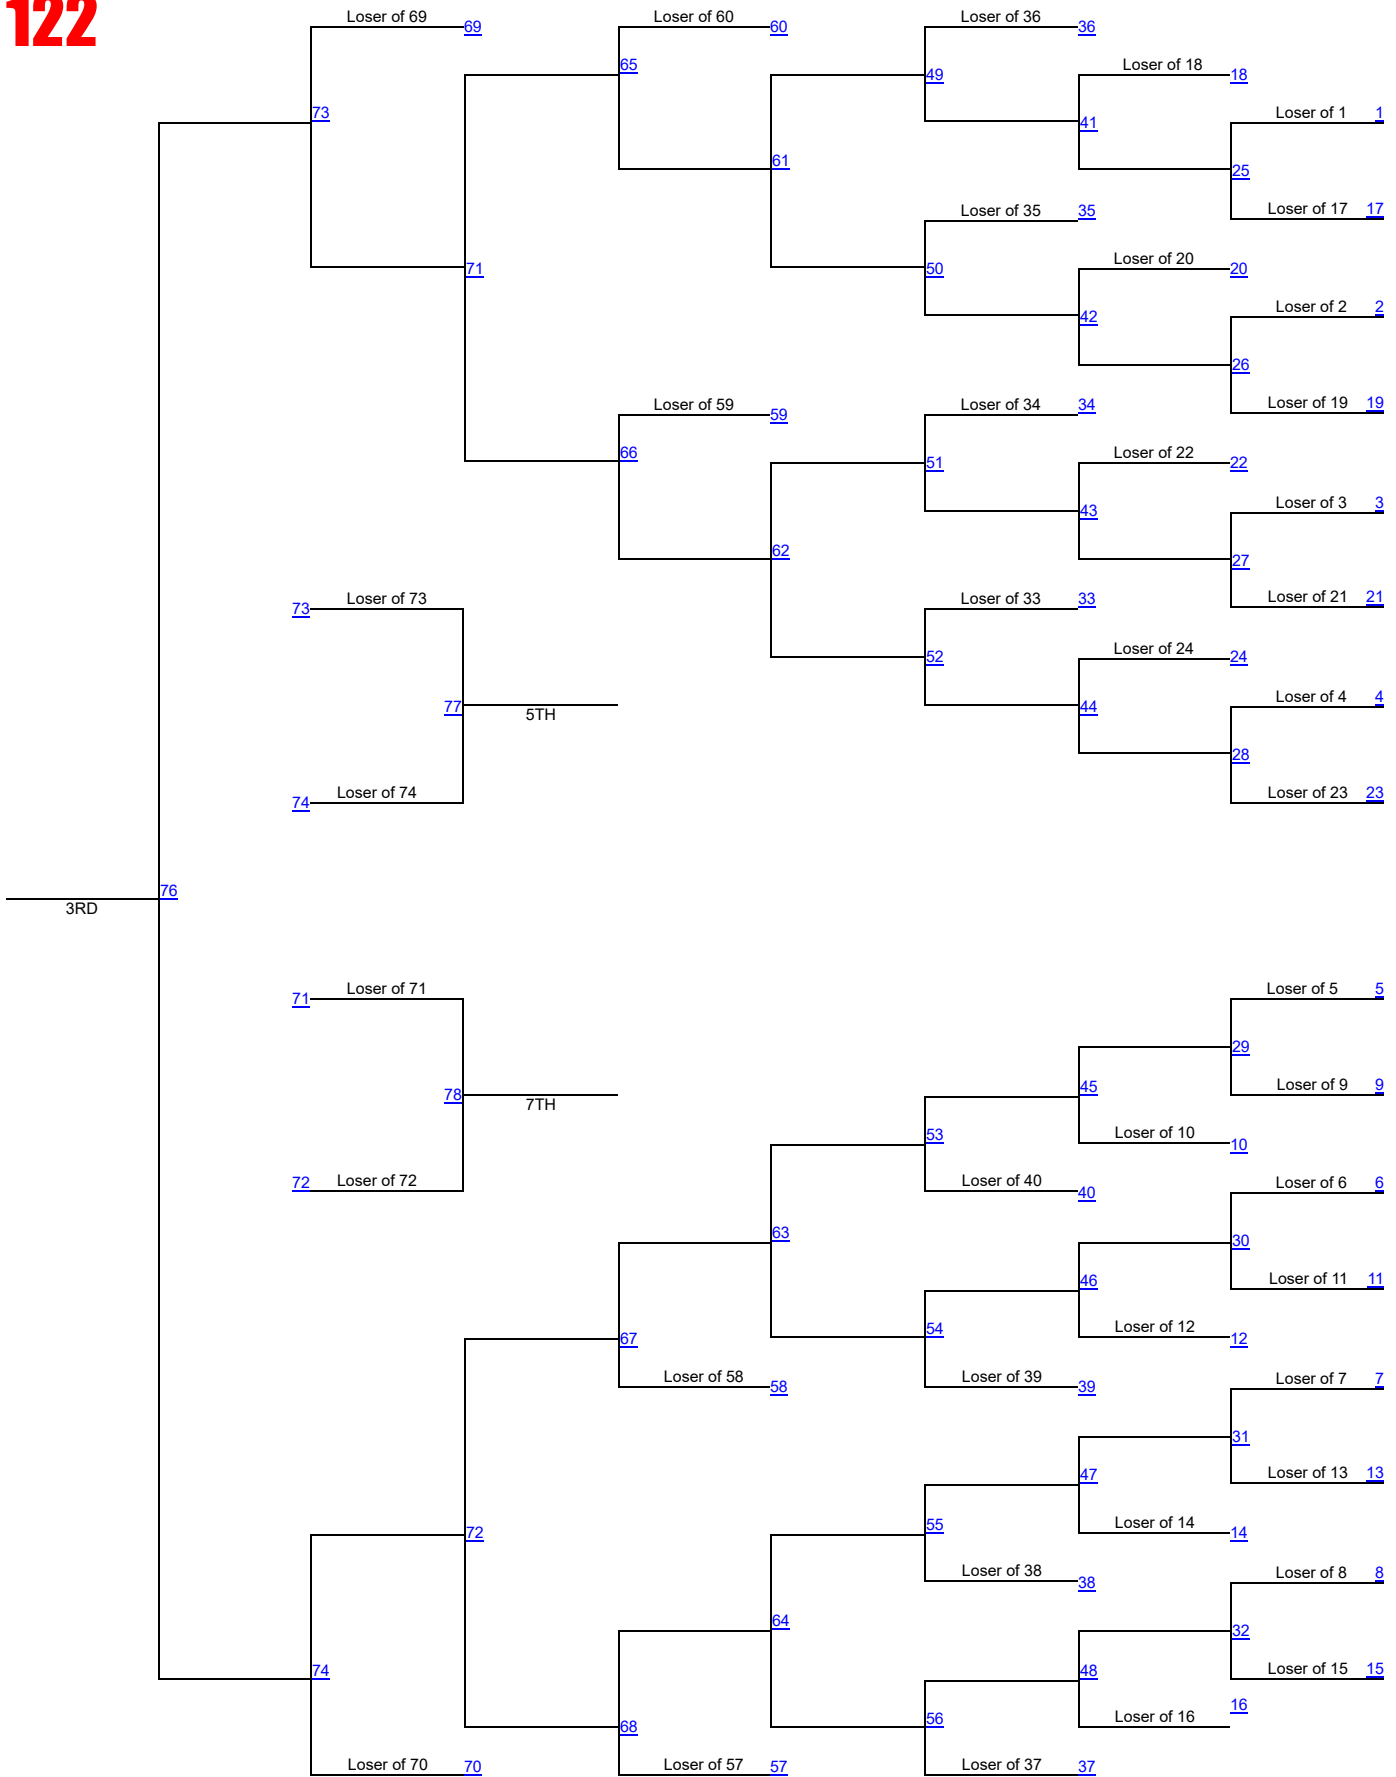 122
Loser of 69 69
Loser of 60 60
Loser of 36 36
65
49
Loser of 18 18
73
41
Loser of 1 1
61
25
Loser of 35 35
Loser of 17 17
71
50
Loser of 20 20
42
Loser of 2 2
26
Loser of 59 59
Loser of 34 34
Loser of 19 19
66
51
Loser of 22 22
43
Loser of 3 3
62
27
73 Loser of 73
Loser of 33 33
Loser of 21 21
52
Loser of 24 24
77
5TH
44
Loser of 4 4
28
74 Loser of 74
Loser of 23 23
76
3RD
71 Loser of 71
Loser of 5 5
29
78
7TH
45
Loser of 9 9
53
Loser of 10 10
72 Loser of 72
Loser of 40 40
Loser of 6 6
63
30
46
Loser of 11 11
67
54
Loser of 12 12
Loser of 58 58
Loser of 39 39
Loser of 7 7
31
47
Loser of 13 13
72
55
Loser of 14 14
Loser of 38 38
Loser of 8 8
64
32
74
48
Loser of 15 15
68
56
Loser of 16 16
Loser of 70 70
Loser of 57 57
Loser of 37 37